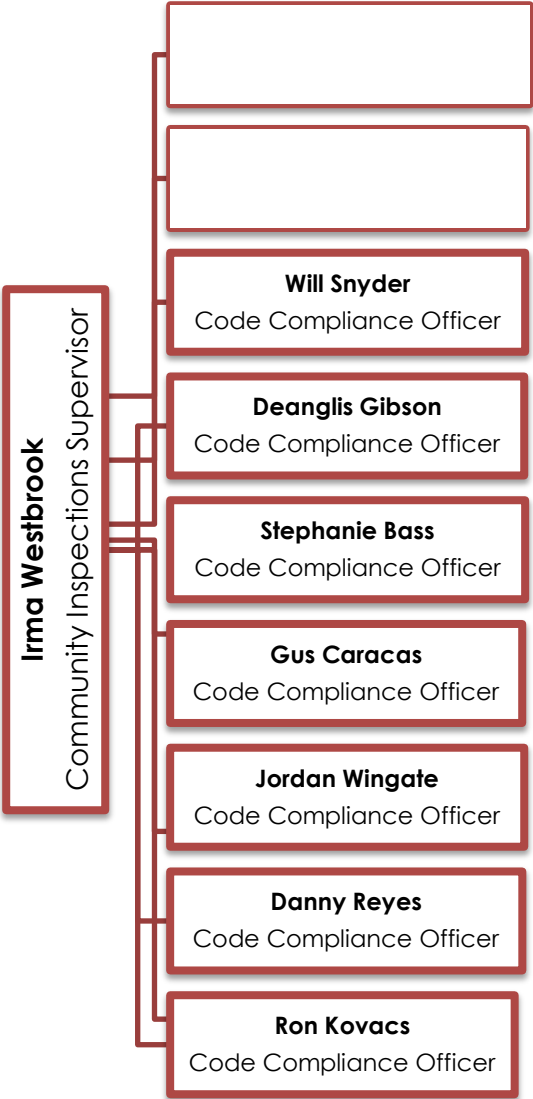 Irma Westbrook
Community Inspections Supervisor
Will Snyder
Code Compliance Officer
Deanglis Gibson
Code Compliance Officer
Stephanie Bass
Code Compliance Officer
Gus Caracas
Code Compliance Officer
Jordan Wingate
Code Compliance Officer
Danny Reyes
Code Compliance Officer
Ron Kovacs
Code Compliance Officer